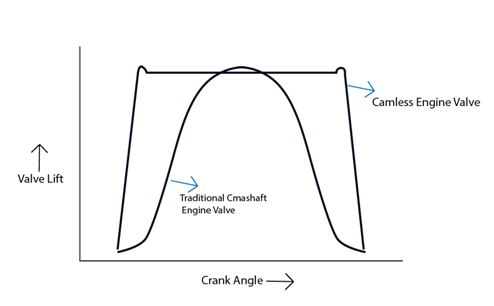 Camless Engine Valve
Valve Lift
Traditional Cmashaft
Engine Valve
Crank Angle